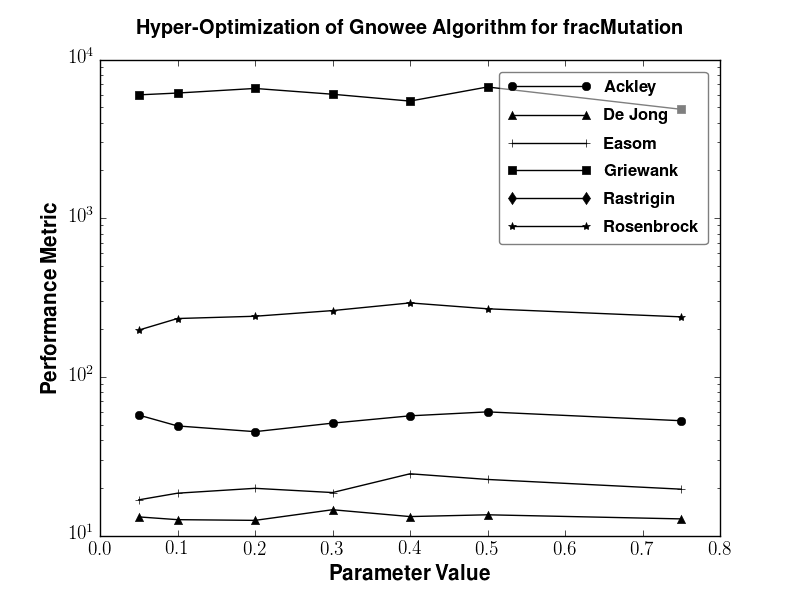 Hyper-Optimization of Gnowee Algorithm for fracMutation
10^4
10^3
10^2
10^1
Performance Metric
Ackley
De Jong
Easom
Griewank
Rastrigin
Rosenbrock
0.0 0.1 0.2 0.3 0.4 0.5 0.6 0.7 0.8
Parameter Value